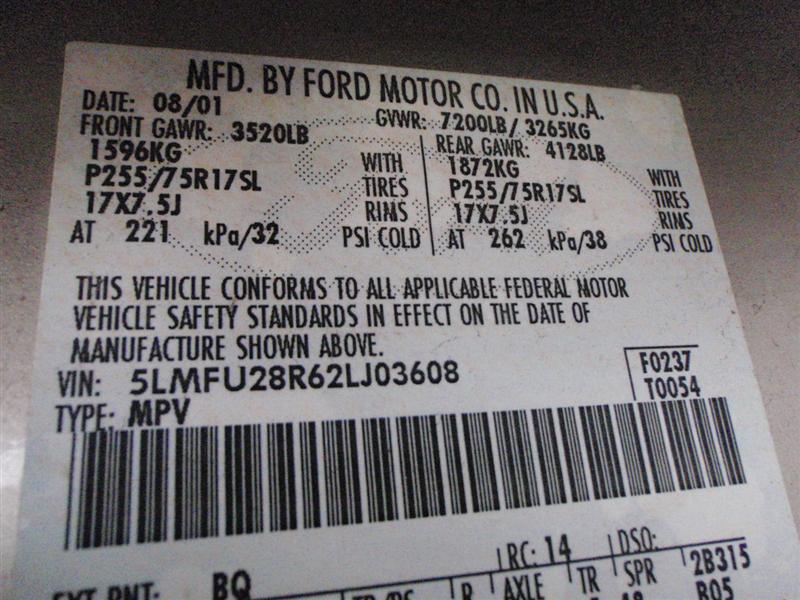 MFD. BY FORD MOTOR CO. IN U.S.A.
DATE: 08/01 GVWR: 7200LB/ 3265KG
FRONT GAWR: 3520LB REAR GAWR: 4128LB
1596KG WITH 1872KG WITH
P255/75R17SL TIRES P255/75R17SL TIRES
17X7.5J RIMS 17X7.5J RIMS
AT 221 kPa/32 PSI COLD AT 262 kPa/38 PSI COLD
THIS VEHICLE CONFORMS TO ALL APPLICABLE FEDERAL MOTOR
VEHICLE SAFETY STANDARDS IN EFFECT ON THE DATE OF
MANUFACTURE SHOWN ABOVE.
VIN: 5LMFU28R62LJ03608 F0237
TYPE: MPV T0054
RC: 14 DSO:
EXT PNT: BQ AXLE TR SPR 2B315
B05